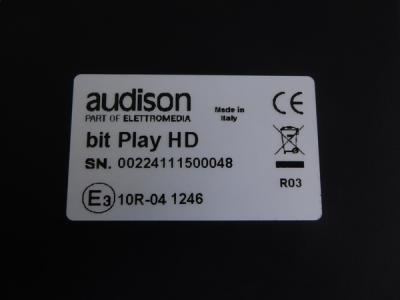 audison
PART OF ELETTROMEDIA
Made in
Italy
CE
bit Play HD
SN. 00224111500048
R03
E3 10R-04 1246